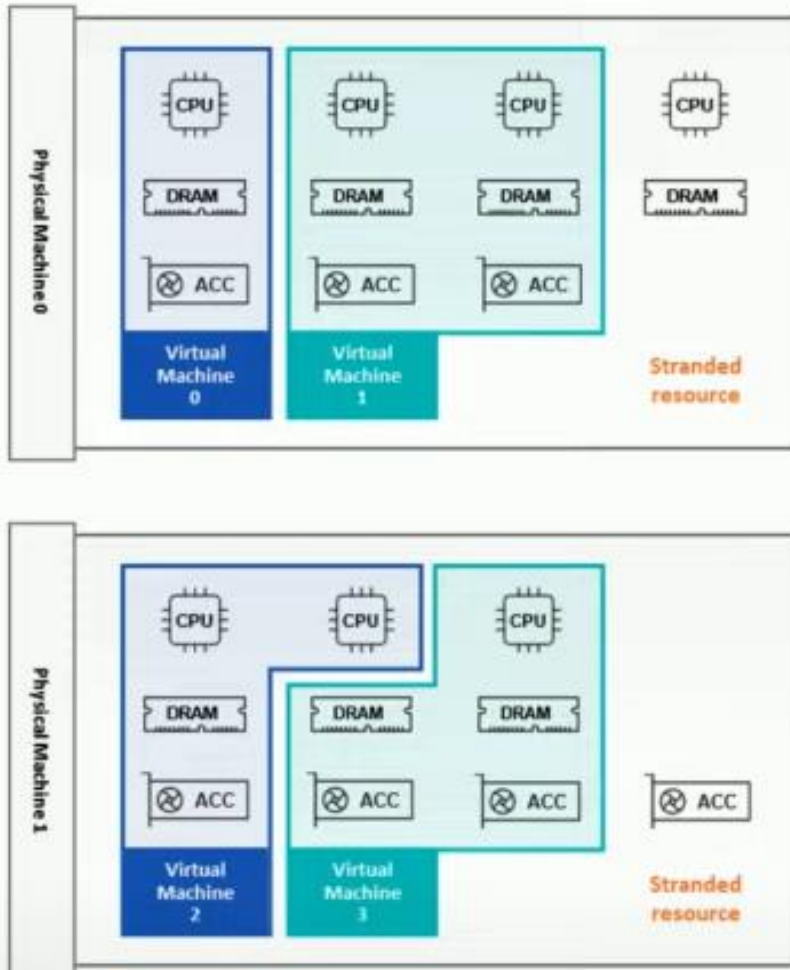 Physical Machine 0
CPU CPU CPU CPU
DRAM DRAM DRAM DRAM
ACC ACC ACC
Virtual Machine 0
Virtual Machine 1
Stranded resource
Physical Machine 1
CPU CPU CPU
DRAM DRAM DRAM
ACC ACC ACC ACC
Virtual Machine 2
Virtual Machine 3
Stranded resource